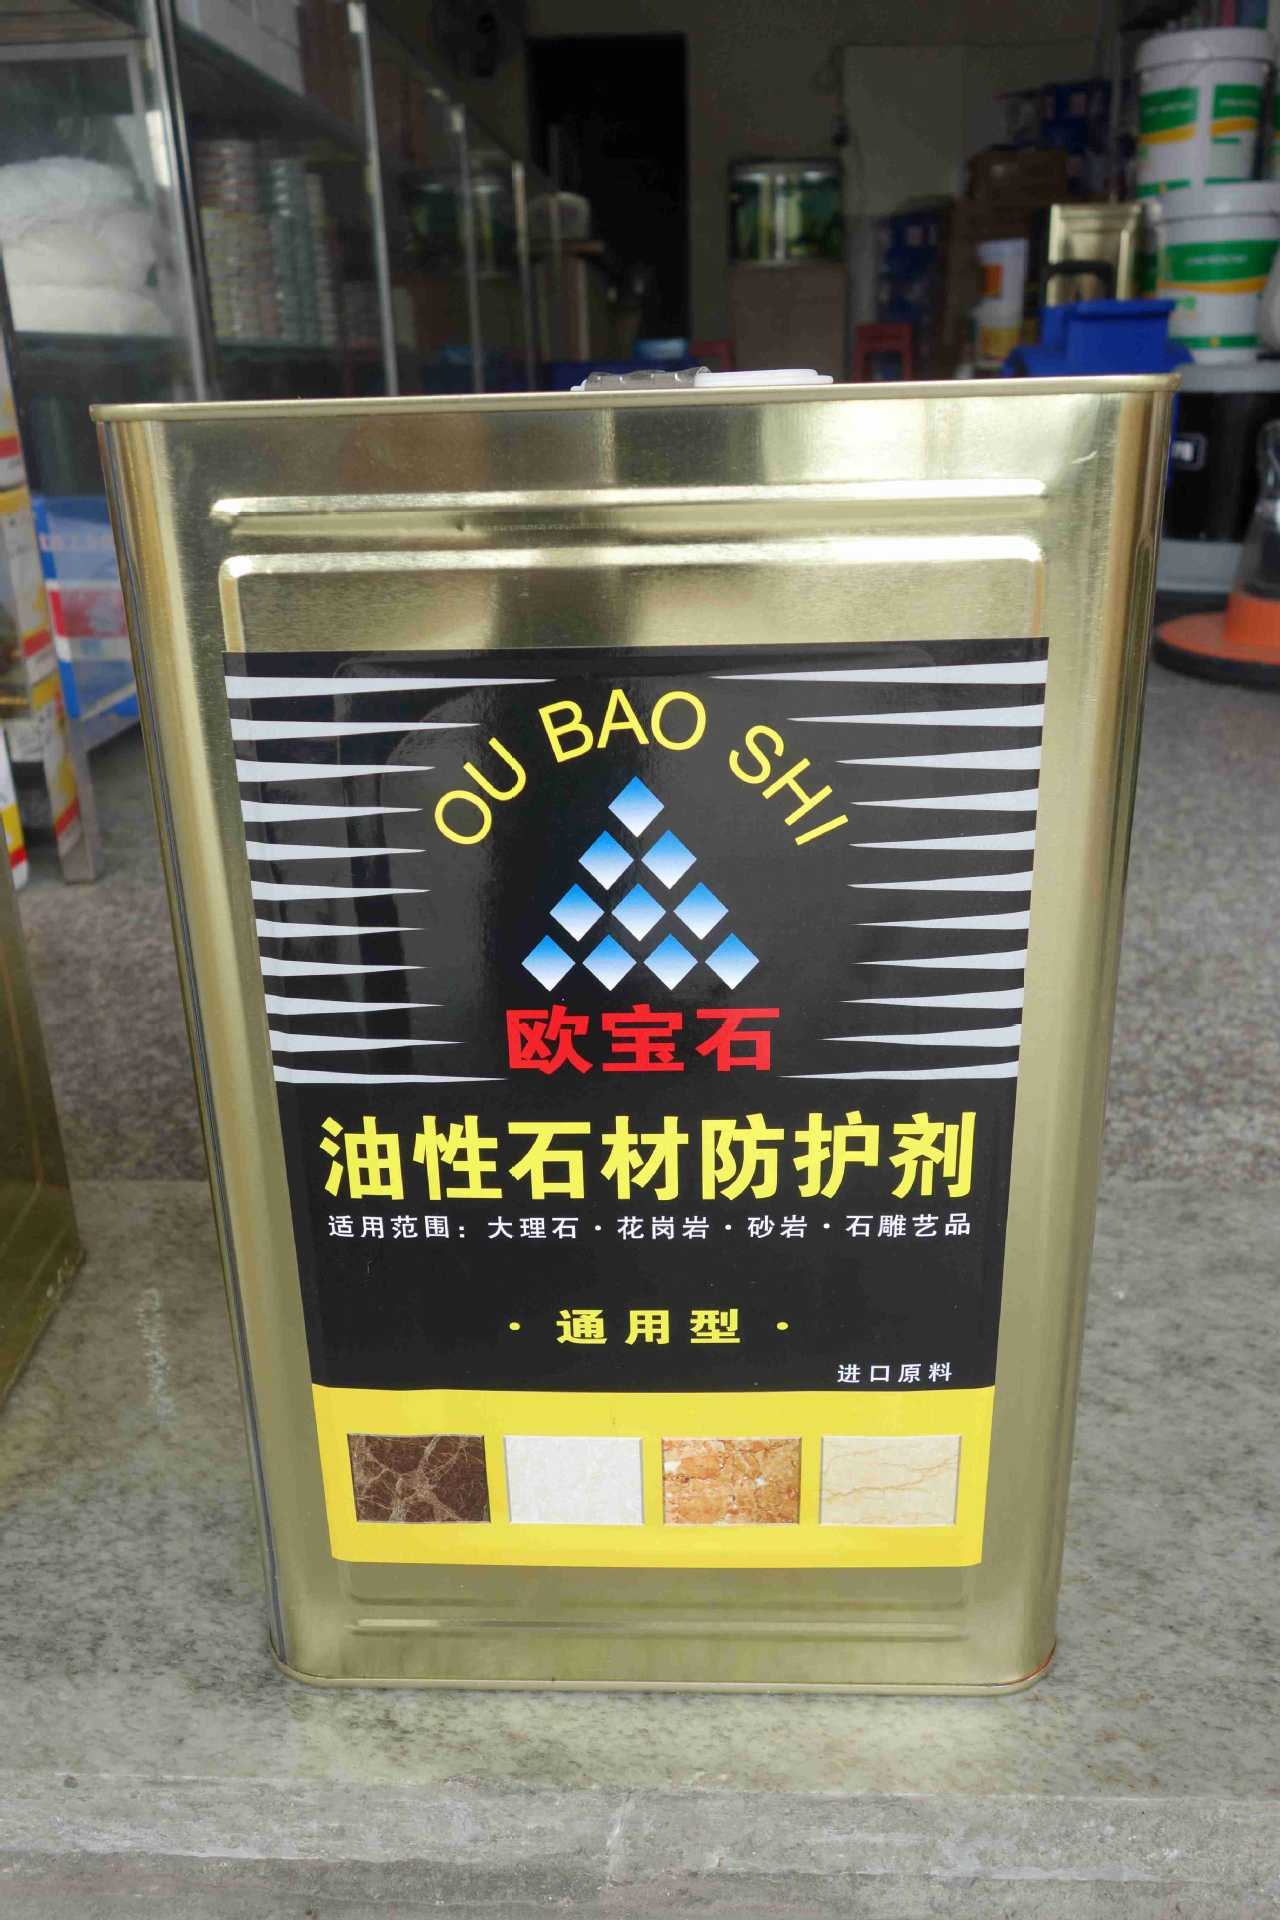 OU BAO SHI
欧宝石
油性石材防护剂
适用范围：大理石·花岗岩·砂岩·石雕艺品
·通用型·
进口原料